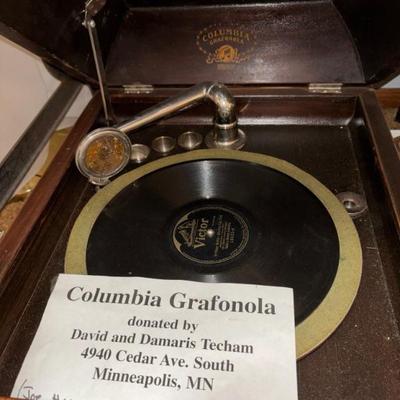 COLUMBIA
GRAFONOLA
Victor
Columbia Grafonola
donated by
David and Damaris Techam
4940 Cedar Ave. South
Minneapolis, MN